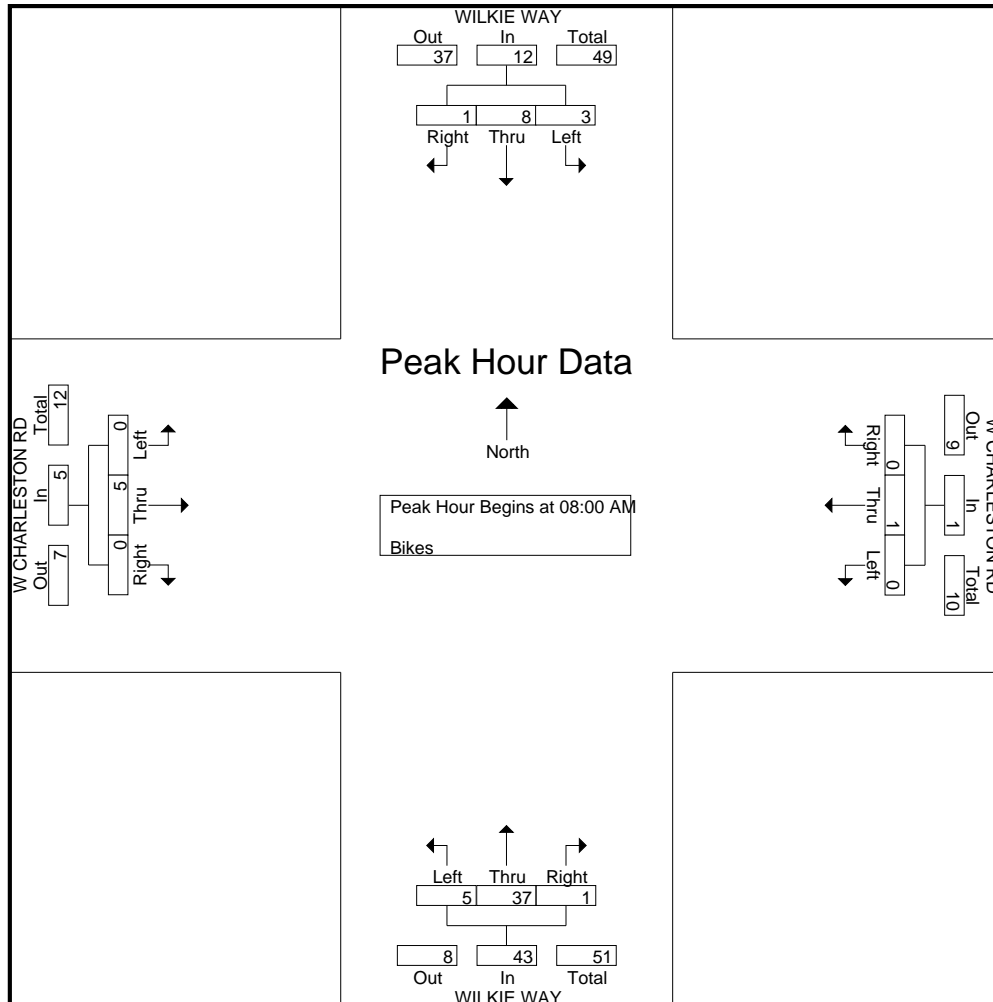 WILKIE WAY
Out In Total
37 12 49
1 8 3
Right Thru Left
Peak Hour Data
North
Peak Hour Begins at 08:00 AM
Bikes
W CHARLESTON RD
Out In Total
7 5 12
Right Thru Left
0 5 0
W CHARLESTON RD
Out In Total
9 1 10
Right Thru Left
0 1 0
Left Thru Right
5 37 1
8 43 51
Out In Total
WILKIE WAY